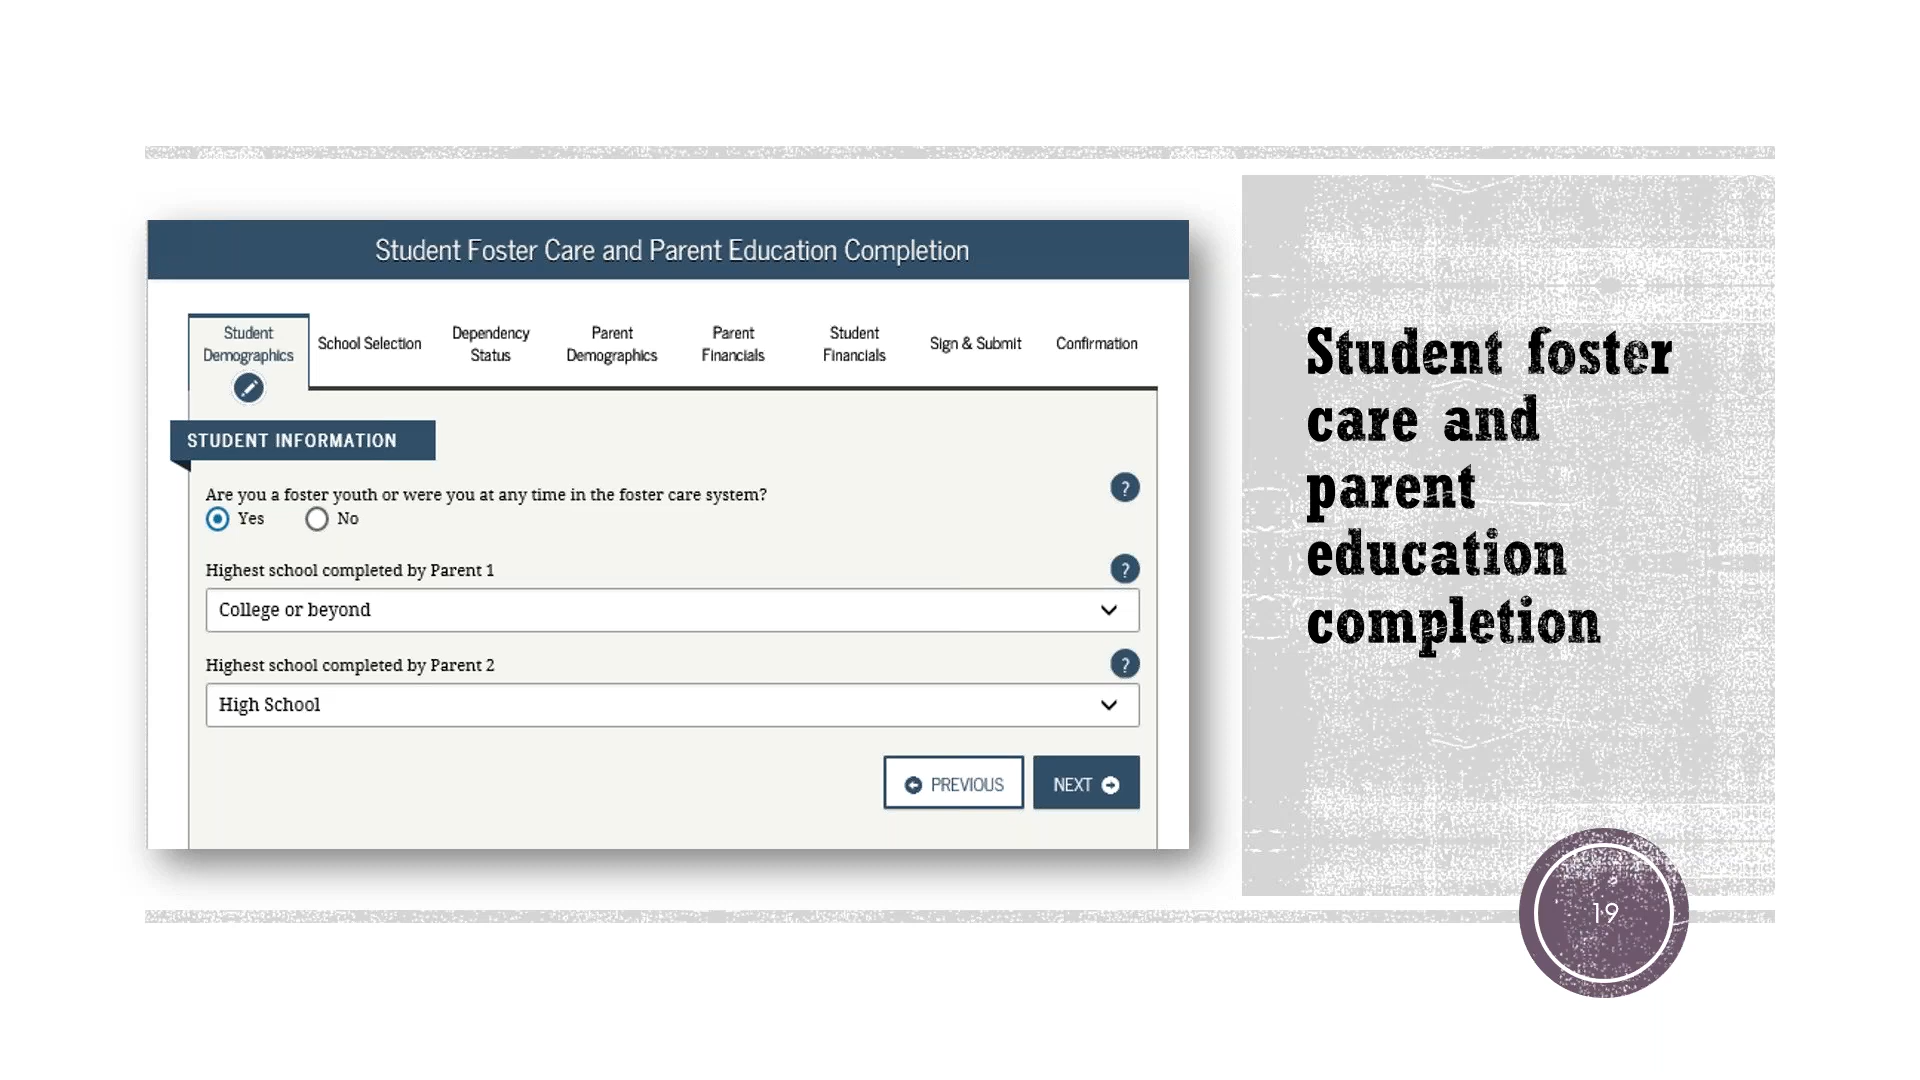 Student Foster Care and Parent Education Completion
Student
Demographics
School Selection
Dependency
Status
Parent
Demographics
Parent
Financials
Student
Financials
Sign & Submit
Confirmation
STUDENT INFORMATION
Are you a foster youth or were you at any time in the foster care system?
?
Yes No
Highest school completed by Parent 1
?
College or beyond
Highest school completed by Parent 2
?
High School
PREVIOUS
NEXT
Student foster
care and
parent
education
completion
19